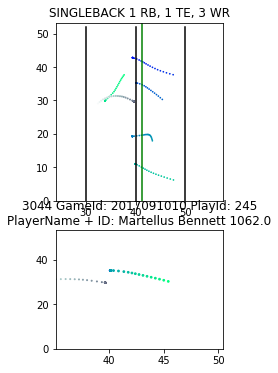 SINGLEBACK 1 RB, 1 TE, 3 WR
50
40
30
20
10
0
30 40 50
3044 GameId: 2017091010 PlayId: 245
PlayerName + ID: Martellus Bennett 1062.0
40
20
0
40 45 50